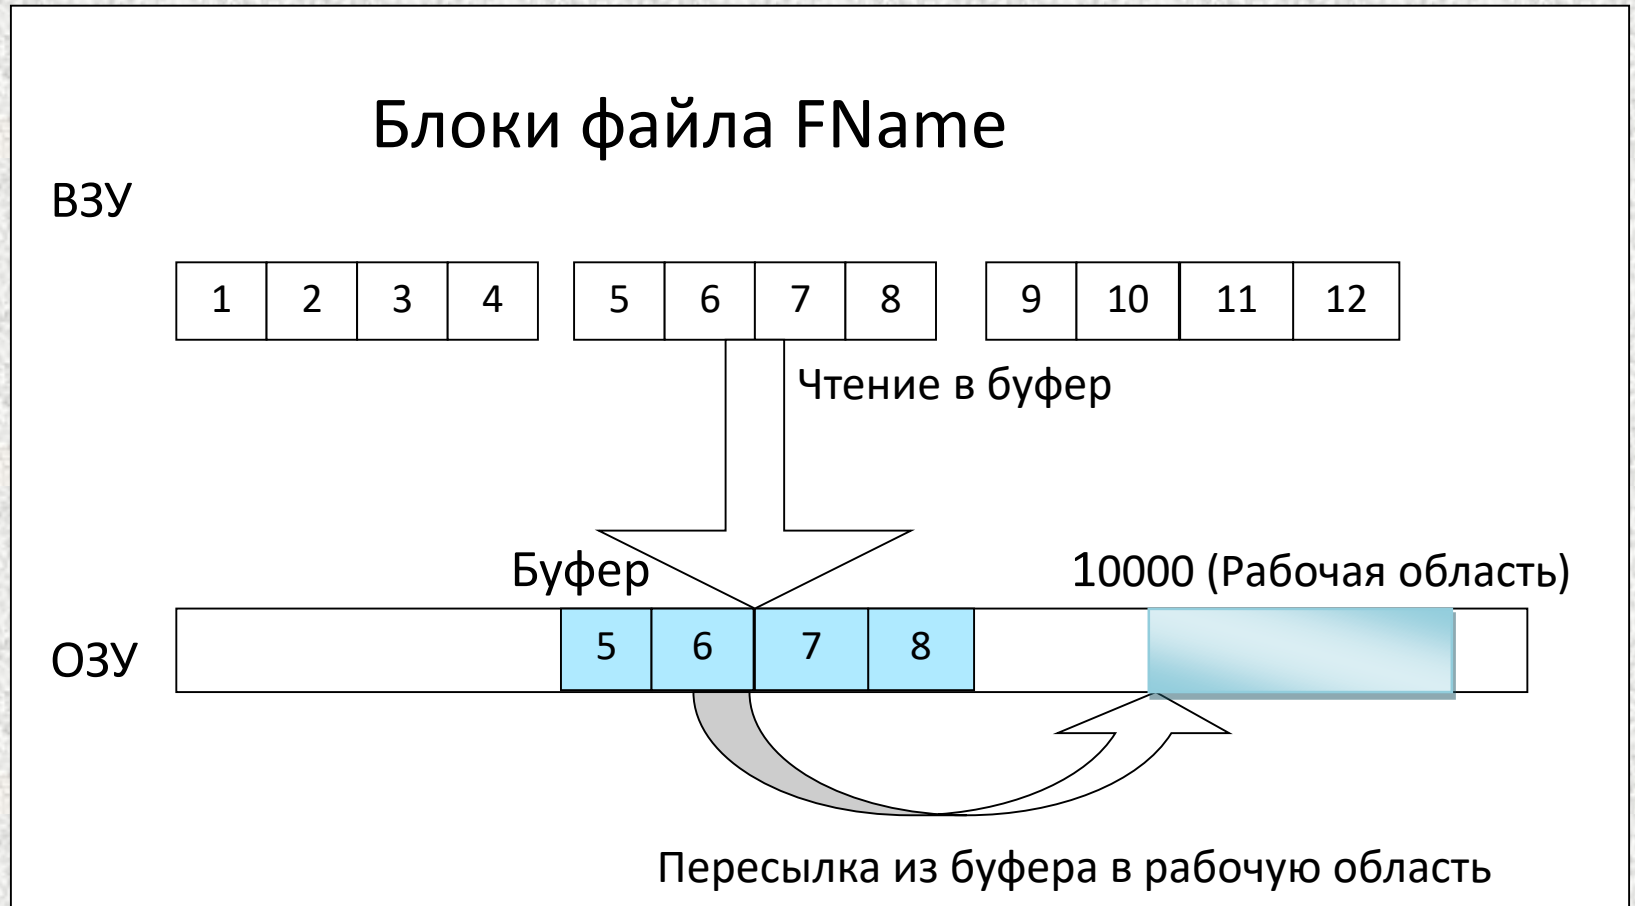 Блоки файла FName
ВЗУ
1 2 3 4 5 6 7 8 9 10 11 12
Чтение в буфер
Буфер 10000 (Рабочая область)
ОЗУ 5 6 7 8
Пересылка из буфера в рабочую область